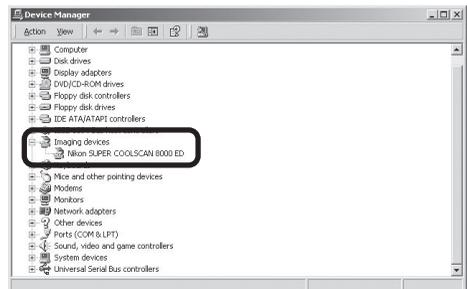 Device Manager
Action View
Computer
Disk drives
Display adapters
DVD/CD-ROM drives
Floppy disk controllers
Floppy disk drives
IDE ATA/ATAPI controllers
Imaging devices
Nikon SUPER COOLSCAN 8000 ED
Mice and other pointing devices
Modems
Monitors
Network adapters
Other devices
Ports (COM & LPT)
Sound, video and game controllers
System devices
Universal Serial Bus controllers